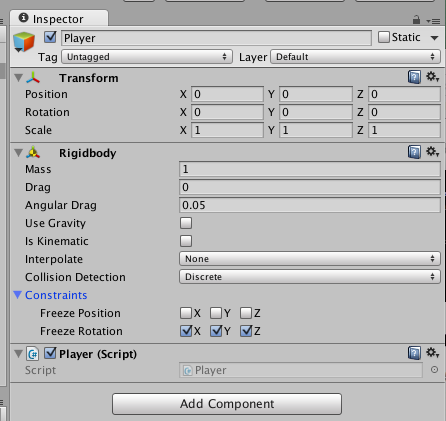 Inspector
Player
Static
Tag Untagged Layer Default
Transform
Position X 0 Y 0 Z 0
Rotation X 0 Y 0 Z 0
Scale X 1 Y 1 Z 1
Rigidbody
Mass 1
Drag 0
Angular Drag 0.05
Use Gravity
Is Kinematic
Interpolate None
Collision Detection Discrete
Constraints
Freeze Position X Y Z
Freeze Rotation X Y Z
Player (Script)
Script Player
Add Component